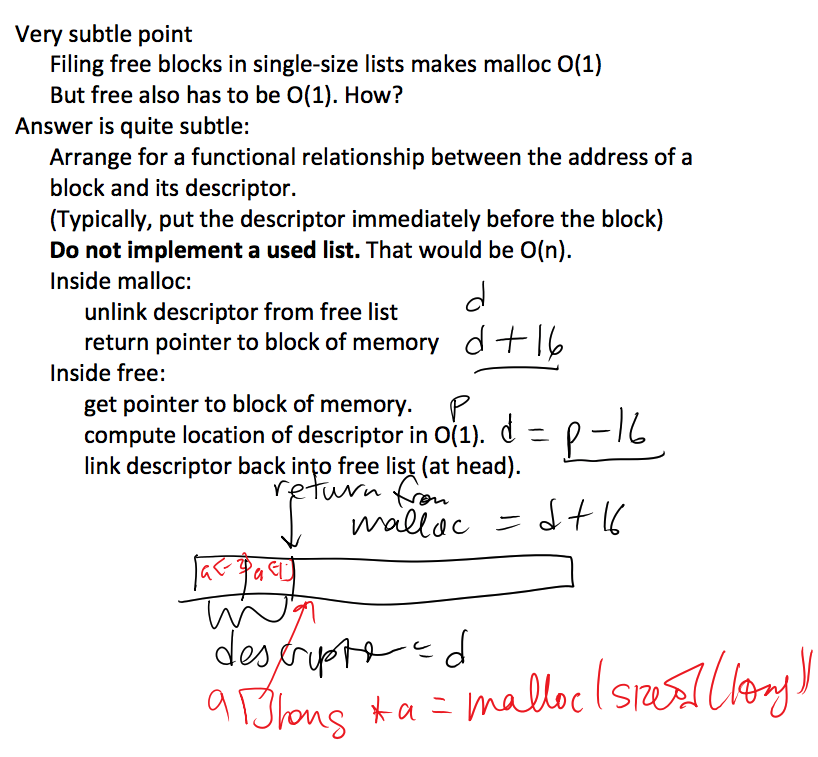 Very subtle point
Filing free blocks in single-size lists makes malloc O(1)
But free also has to be O(1). How?
Answer is quite subtle:
Arrange for a functional relationship between the address of a
block and its descriptor.
(Typically, put the descriptor immediately before the block)
Do not implement a used list. That would be O(n).
Inside malloc:
unlink descriptor from free list d
return pointer to block of memory d+16
Inside free:
get pointer to block of memory. p
compute location of descriptor in O(1). d = p-16
link descriptor back into free list (at head).
return from
malloc = d+16
= d
long *a = malloc(sizeof(long))